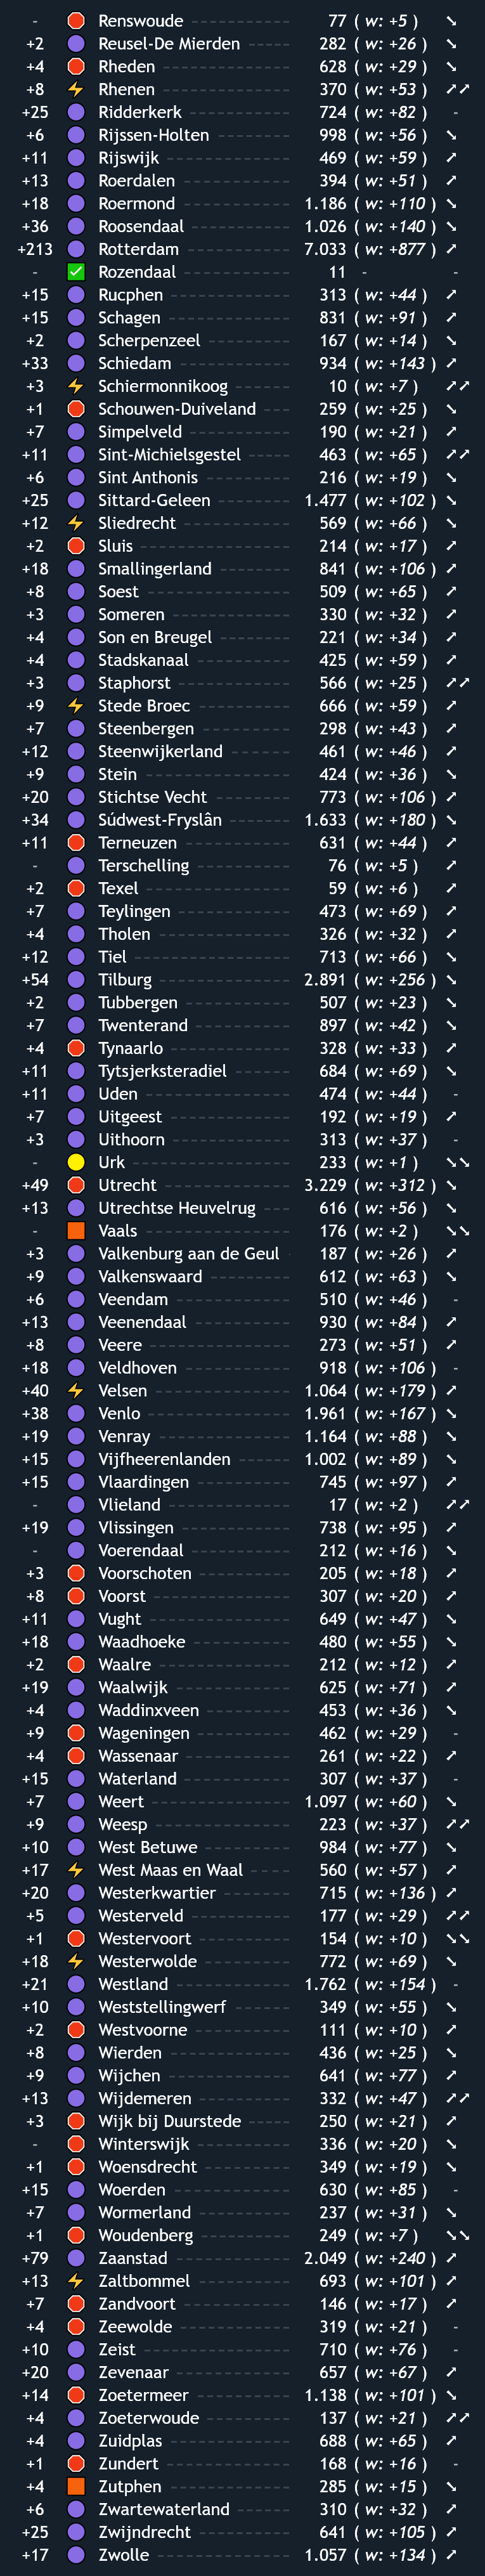 - Renswoude 77 ( w: +5 )
+2 Reusel-De Mierden 282 ( w: +26 )
+4 Rheden 628 ( w: +29 )
+8 Rhenen 370 ( w: +53 )
+25 Ridderkerk 724 ( w: +82 ) -
+6 Rijssen-Holten 998 ( w: +56 )
+11 Rijswijk 469 ( w: +59 )
+13 Roerdalen 394 ( w: +51 )
+18 Roermond 1.186 ( w: +110 )
+36 Roosendaal 1.026 ( w: +140 )
+213 Rotterdam 7.033 ( w: +877 )
- Rozendaal 11 - -
+15 Rucphen 313 ( w: +44 )
+15 Schagen 831 ( w: +91 )
+2 Scherpenzeel 167 ( w: +14 )
+33 Schiedam 934 ( w: +143 )
+3 Schiermonnikoog 10 ( w: +7 )
+1 Schouwen-Duiveland 259 ( w: +25 )
+7 Simpelveld 190 ( w: +21 )
+11 Sint-Michielsgestel 463 ( w: +65 )
+6 Sint Anthonis 216 ( w: +19 )
+25 Sittard-Geleen 1.477 ( w: +102 )
+12 Sliedrecht 569 ( w: +66 )
+2 Sluis 214 ( w: +17 )
+18 Smallingerland 841 ( w: +106 )
+8 Soest 509 ( w: +65 )
+3 Someren 330 ( w: +32 )
+4 Son en Breugel 221 ( w: +34 )
+4 Stadskanaal 425 ( w: +59 )
+3 Staphorst 566 ( w: +25 )
+9 Stede Broec 666 ( w: +59 )
+7 Steenbergen 298 ( w: +43 )
+12 Steenwijkerland 461 ( w: +46 )
+9 Stein 424 ( w: +36 )
+20 Stichtse Vecht 773 ( w: +106 )
+34 Súdwest-Fryslân 1.633 ( w: +180 )
+11 Terneuzen 631 ( w: +44 )
- Terschelling 76 ( w: +5 )
+2 Texel 59 ( w: +6 )
+7 Teylingen 473 ( w: +69 )
+4 Tholen 326 ( w: +32 )
+12 Tiel 713 ( w: +66 )
+54 Tilburg 2.891 ( w: +256 )
+2 Tubbergen 507 ( w: +23 )
+7 Twenterand 897 ( w: +42 )
+4 Tynaarlo 328 ( w: +33 )
+11 Tytsjerksteradiel 684 ( w: +69 )
+11 Uden 474 ( w: +44 ) -
+7 Uitgeest 192 ( w: +19 )
+3 Uithoorn 313 ( w: +37 ) -
- Urk 233 ( w: +1 )
+49 Utrecht 3.229 ( w: +312 )
+13 Utrechtse Heuvelrug 616 ( w: +56 )
- Vaals 176 ( w: +2 )
+3 Valkenburg aan de Geul 187 ( w: +26 )
+9 Valkenswaard 612 ( w: +63 )
+6 Veendam 510 ( w: +46 ) -
+13 Veenendaal 930 ( w: +84 )
+8 Veere 273 ( w: +51 )
+18 Veldhoven 918 ( w: +106 ) -
+40 Velsen 1.064 ( w: +179 )
+38 Venlo 1.961 ( w: +167 )
+19 Venray 1.164 ( w: +88 )
+15 Vijfheerenlanden 1.002 ( w: +89 )
+15 Vlaardingen 745 ( w: +97 )
- Vlieland 17 ( w: +2 )
+19 Vlissingen 738 ( w: +95 )
- Voerendaal 212 ( w: +16 )
+3 Voorschoten 205 ( w: +18 )
+8 Voorst 307 ( w: +20 )
+11 Vught 649 ( w: +47 )
+18 Waadhoeke 480 ( w: +55 )
+2 Waalre 212 ( w: +12 )
+19 Waalwijk 625 ( w: +71 )
+4 Waddinxveen 453 ( w: +36 )
+9 Wageningen 462 ( w: +29 ) -
+4 Wassenaar 261 ( w: +22 )
+15 Waterland 307 ( w: +37 ) -
+7 Weert 1.097 ( w: +60 )
+9 Weesp 223 ( w: +37 )
+10 West Betuwe 984 ( w: +77 )
+17 West Maas en Waal 560 ( w: +57 )
+20 Westerkwartier 715 ( w: +136 )
+5 Westerveld 177 ( w: +29 )
+1 Westervoort 154 ( w: +10 )
+18 Westerwolde 772 ( w: +69 )
+21 Westland 1.762 ( w: +154 ) -
+10 Weststellingwerf 349 ( w: +55 )
+2 Westvoorne 111 ( w: +10 )
+8 Wierden 436 ( w: +25 )
+9 Wijchen 641 ( w: +77 )
+13 Wijdemeren 332 ( w: +47 )
+3 Wijk bij Duurstede 250 ( w: +21 )
- Winterswijk 336 ( w: +20 )
+1 Woensdrecht 349 ( w: +19 )
+15 Woerden 630 ( w: +85 ) -
+7 Wormerland 237 ( w: +31 )
+1 Woudenberg 249 ( w: +7 )
+79 Zaanstad 2.049 ( w: +240 )
+13 Zaltbommel 693 ( w: +101 )
+7 Zandvoort 146 ( w: +17 )
+4 Zeewolde 319 ( w: +21 ) -
+10 Zeist 710 ( w: +76 ) -
+20 Zevenaar 657 ( w: +67 )
+14 Zoetermeer 1.138 ( w: +101 )
+4 Zoeterwoude 137 ( w: +21 )
+4 Zuidplas 688 ( w: +65 )
+1 Zundert 168 ( w: +16 ) -
+4 Zutphen 285 ( w: +15 )
+6 Zwartewaterland 310 ( w: +32 )
+25 Zwijndrecht 641 ( w: +105 )
+17 Zwolle 1.057 ( w: +134 )